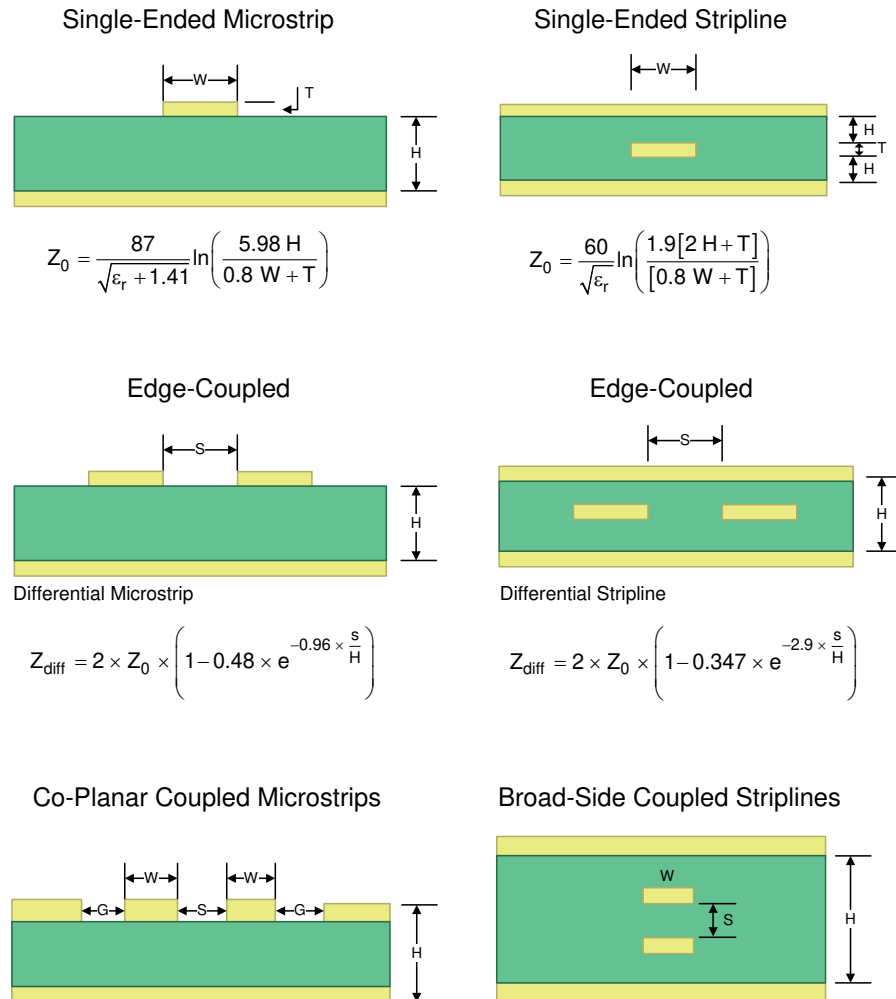 Single-Ended Microstrip
W
T
H
Z₀ = 87 / √(εᵣ + 1.41) ln(5.98 H / (0.8 W + T))
Single-Ended Stripline
W
H
T
H
Z₀ = 60 / √εᵣ ln(1.9[2 H + T] / [0.8 W + T])
Edge-Coupled
S
H
Differential Microstrip
Z_diff = 2 × Z₀ × (1 − 0.48 × e^(−0.96 × s/H))
Edge-Coupled
S
H
Differential Stripline
Z_diff = 2 × Z₀ × (1 − 0.347 × e^(−2.9 × s/H))
Co-Planar Coupled Microstrips
W W
G S G
H
Broad-Side Coupled Striplines
W
S
H